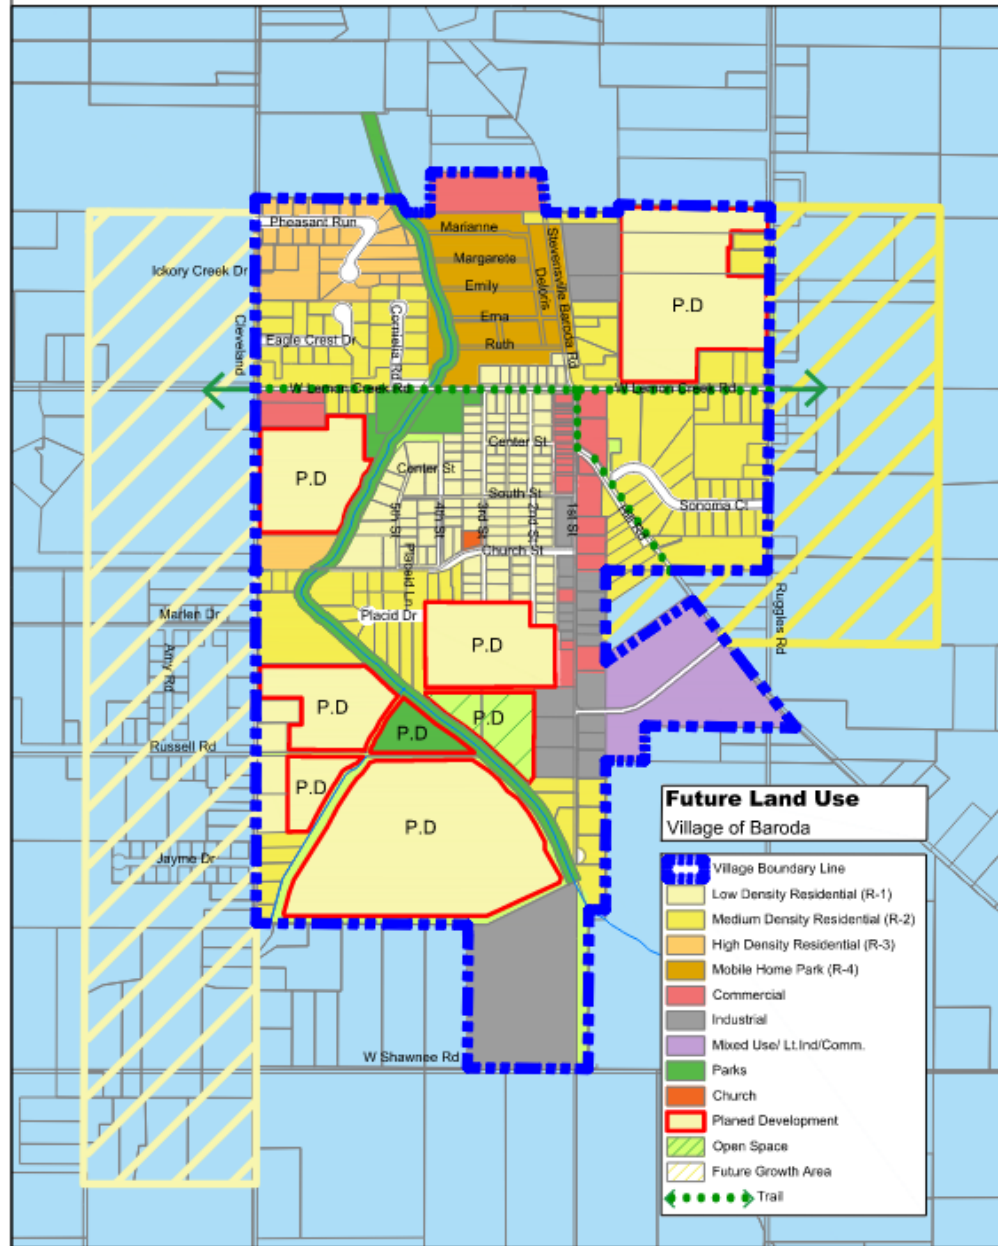 Pheasant Run
Marianne
Stevensville Baroda Rd
Margarete
Ickory Creek Dr
Deloris
Emily
P.D
Erna
Cornelia Rd
Cleveland
Eagle Crest Dr
Ruth
W Lemon Creek Rd
W Lemon Creek Rd
Center St
Center St
P.D
South St
Sonoma Ct
5th St
4th St
3rd St
2nd St
1st St
Church St
Placid Ln
Ruggles Rd
Marlen Dr
Placid Dr
Amy Rd
P.D
P.D
P.D
P.D
Russell Rd
P.D
P.D
Jayme Dr
W Shawnee Rd
Future Land Use
Village of Baroda
Village Boundary Line
Low Density Residential (R-1)
Medium Density Residential (R-2)
High Density Residential (R-3)
Mobile Home Park (R-4)
Commercial
Industrial
Mixed Use/ Lt.Ind/Comm.
Parks
Church
Planed Development
Open Space
Future Growth Area
Trail